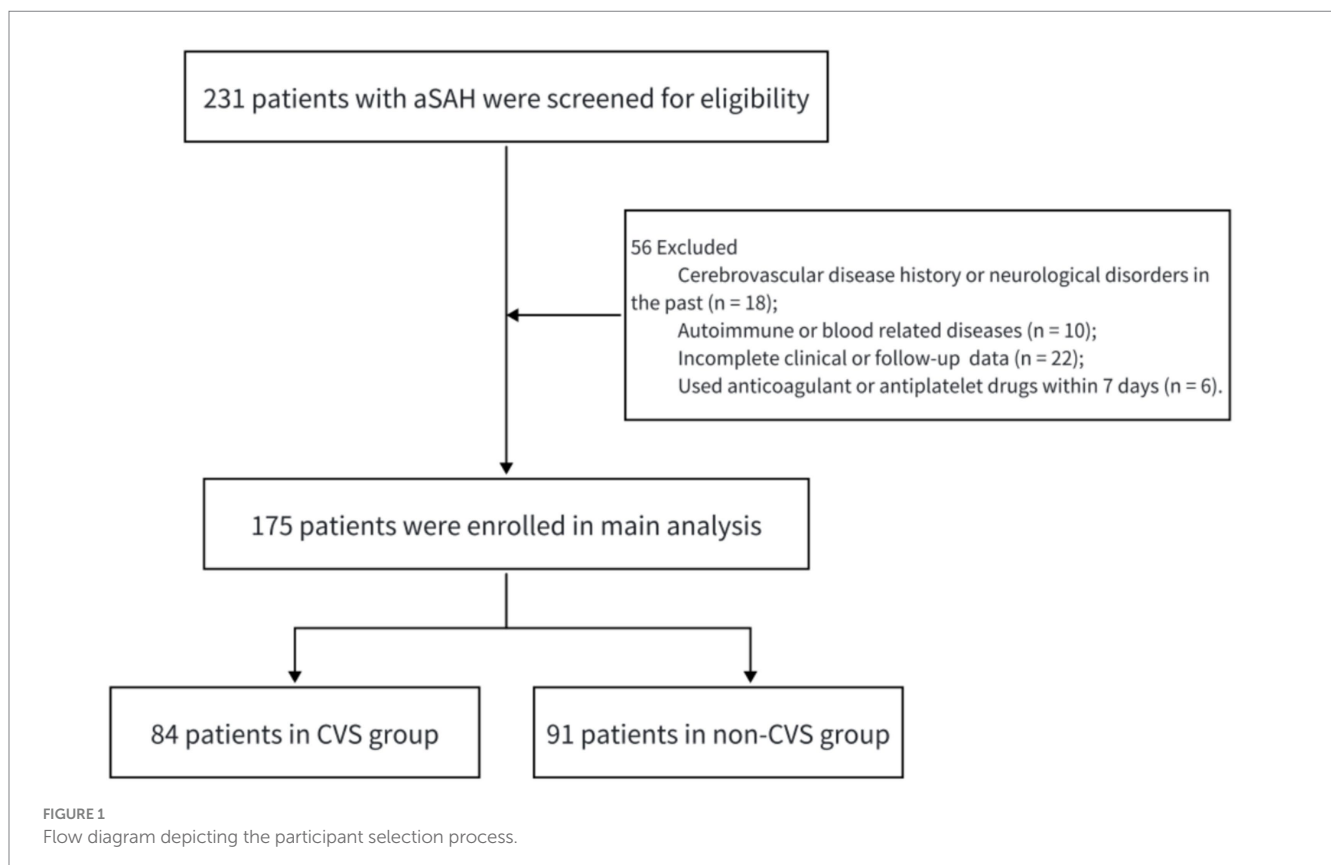 231 patients with aSAH were screened for eligibility
56 Excluded
Cerebrovascular disease history or neurological disorders in
the past (n = 18);
Autoimmune or blood related diseases (n = 10);
Incomplete clinical or follow-up data (n = 22);
Used anticoagulant or antiplatelet drugs within 7 days (n = 6).
175 patients were enrolled in main analysis
84 patients in CVS group
91 patients in non-CVS group
FIGURE 1
Flow diagram depicting the participant selection process.